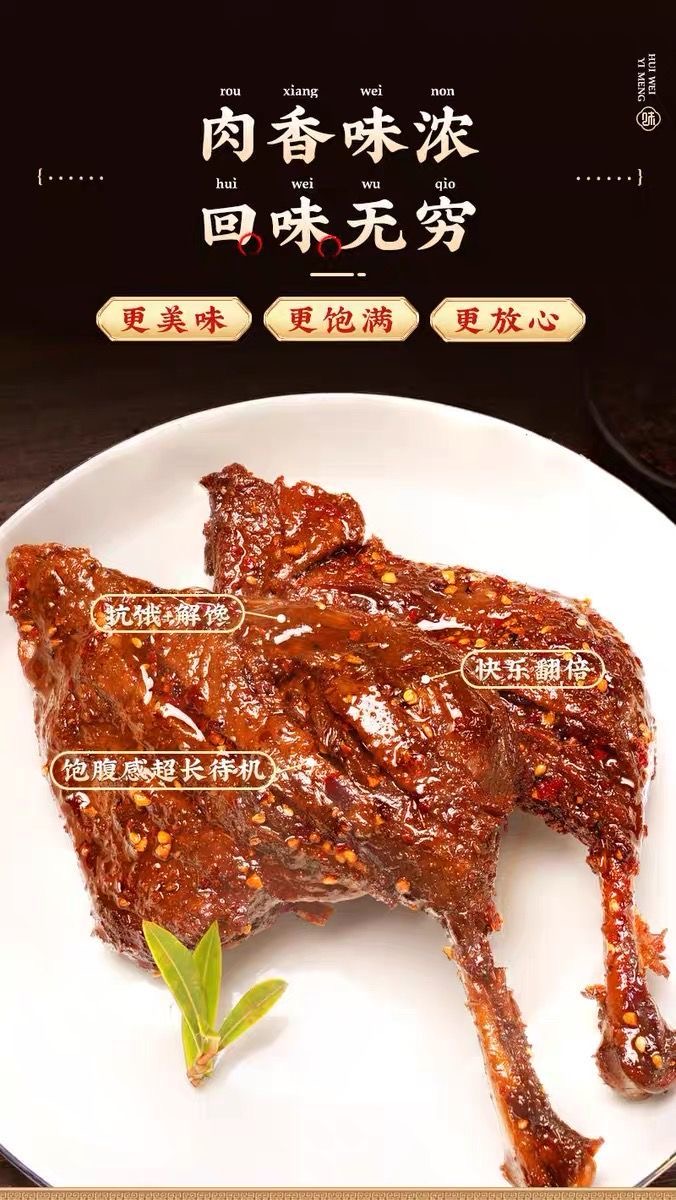 rou xiang wei non
肉香味浓
hui wei wu qio
回味无穷
HUI WEI
YI MENG
味
更美味 更饱满 更放心
抗饿+解馋
快乐翻倍
饱腹感超长待机